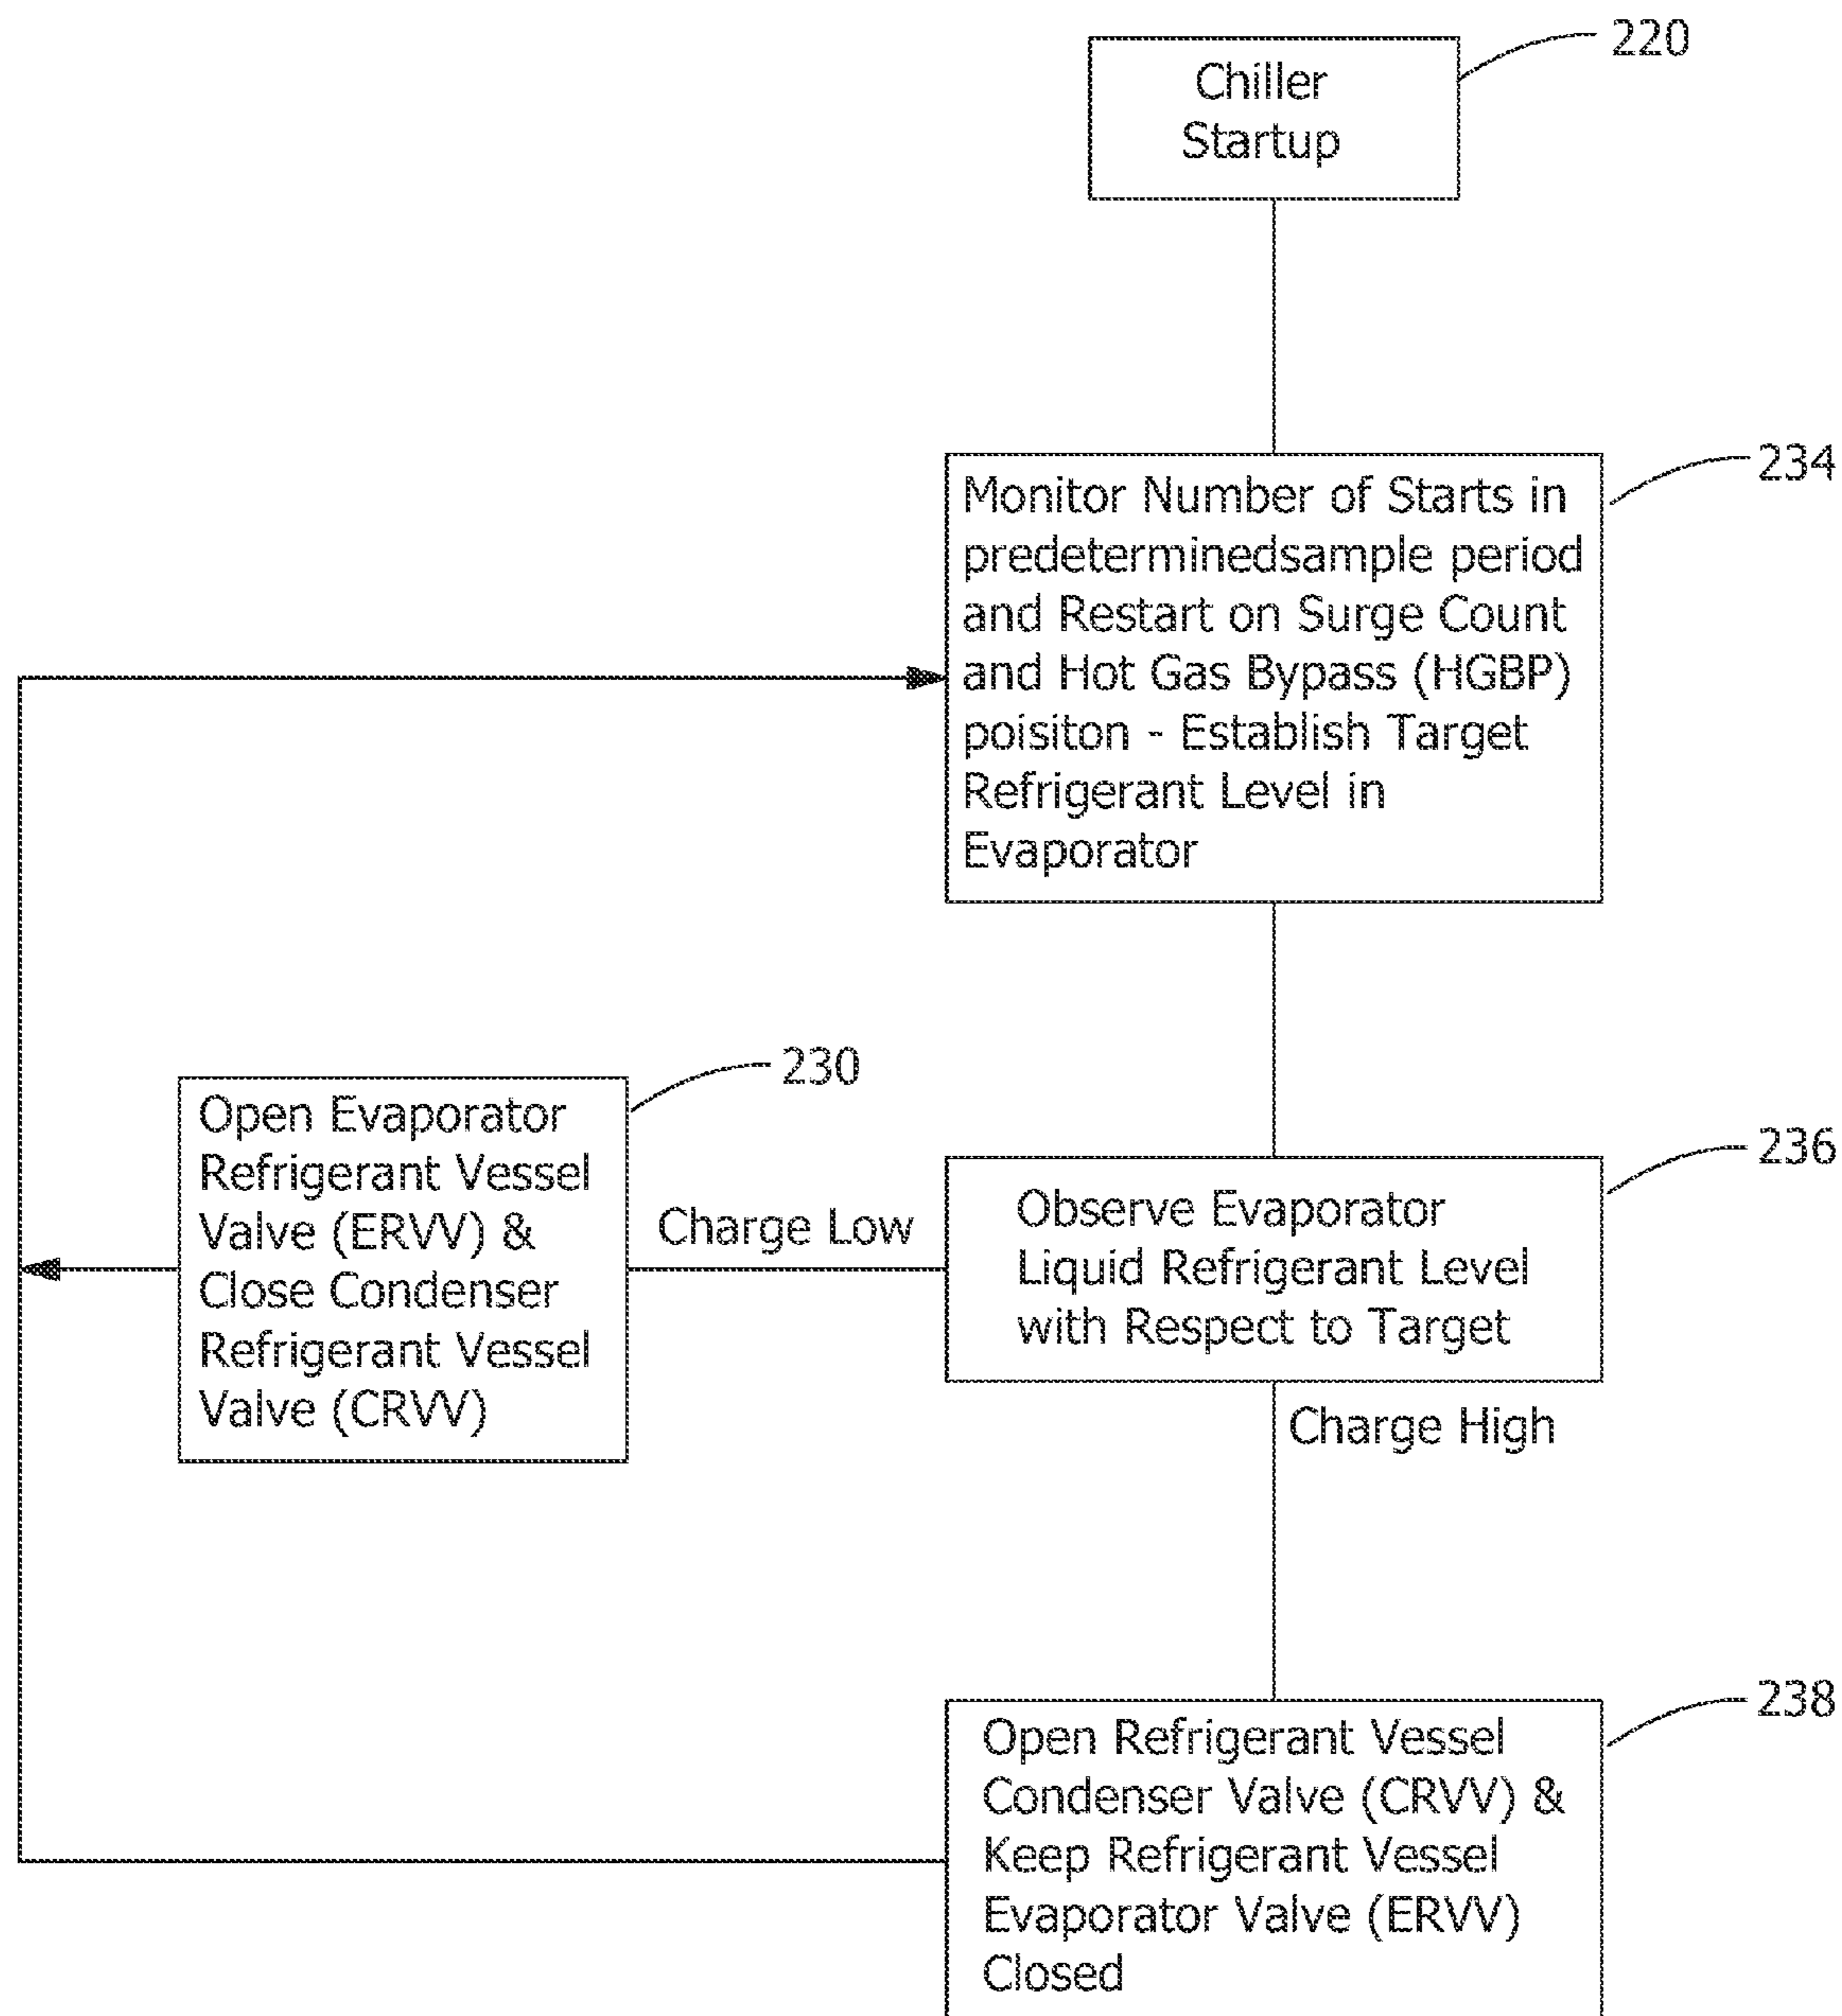 220
Chiller
Startup
234
Monitor Number of Starts in
predeterminedsample period
and Restart on Surge Count
and Hot Gas Bypass (HGBP)
poisiton - Establish Target
Refrigerant Level in
Evaporator
230
Open Evaporator
Refrigerant Vessel
Valve (ERVV) &
Close Condenser
Refrigerant Vessel
Valve (CRVV)
Charge Low
236
Observe Evaporator
Liquid Refrigerant Level
with Respect to Target
Charge High
238
Open Refrigerant Vessel
Condenser Valve (CRVV) &
Keep Refrigerant Vessel
Evaporator Valve (ERVV)
Closed